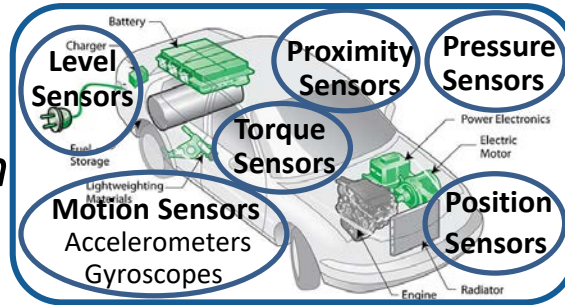 Battery
Charger
Level
Sensors
Proximity
Sensors
Pressure
Sensors
Power Electronics
Electric
Motor
Torque
Sensors
Fuel
Storage
n
Lightweighting
Materials
Motion Sensors
Accelerometers
Gyroscopes
Position
Sensors
Engine
Radiator